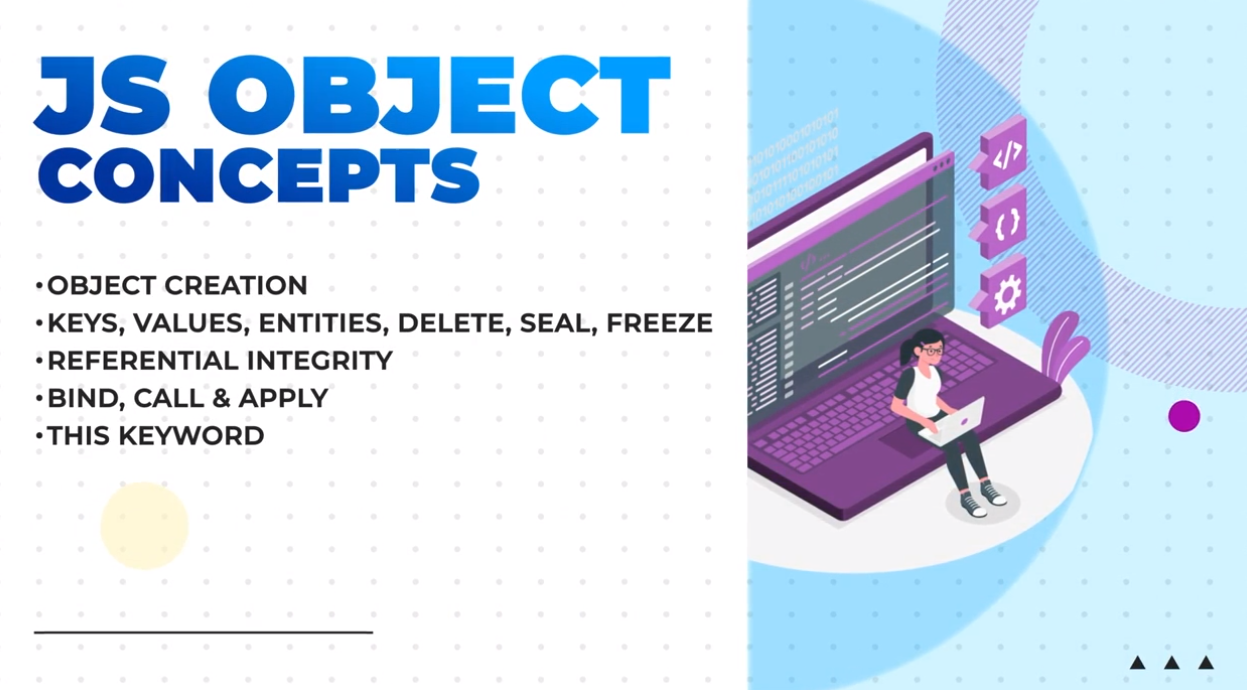 JS OBJECT
CONCEPTS
•OBJECT CREATION
•KEYS, VALUES, ENTITIES, DELETE, SEAL, FREEZE
•REFERENTIAL INTEGRITY
•BIND, CALL & APPLY
•THIS KEYWORD